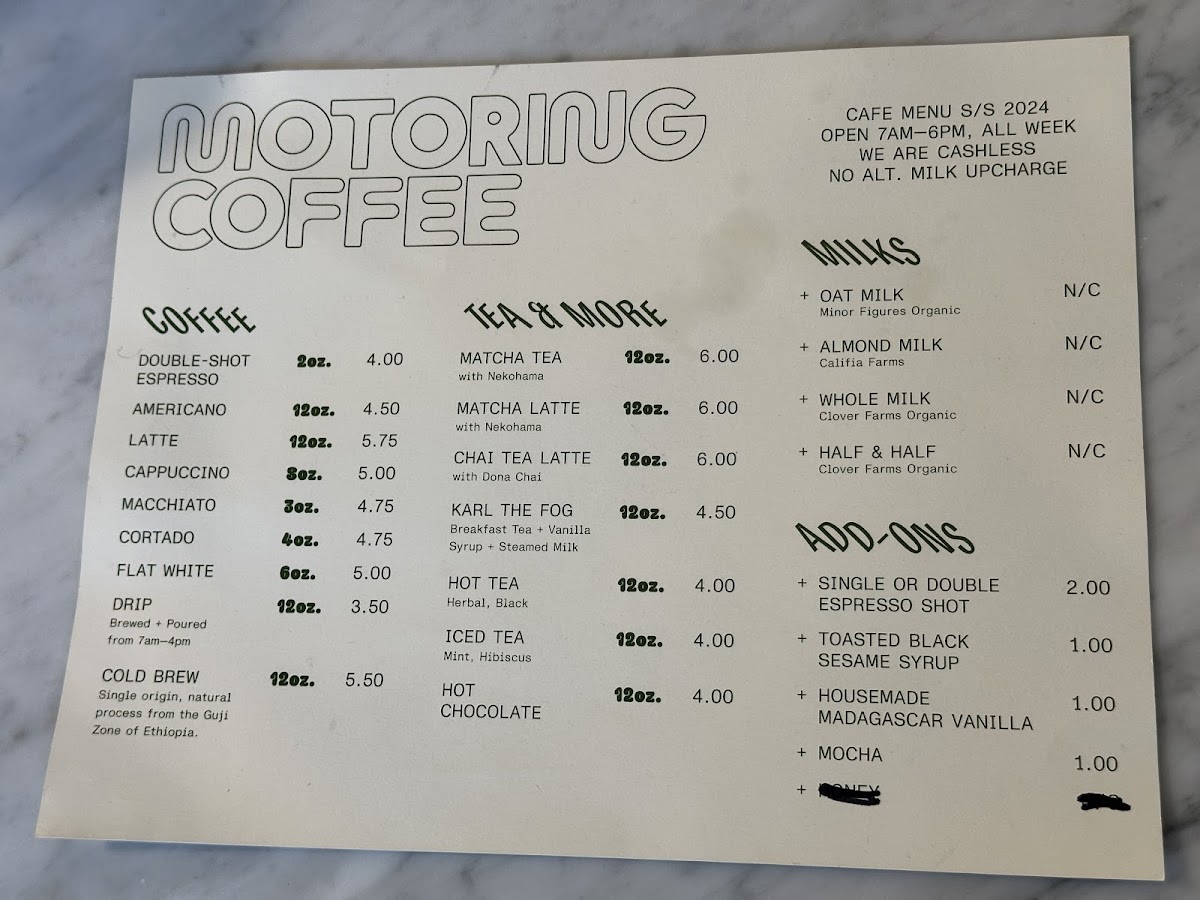 MOTORING
COFFEE
CAFE MENU S/S 2024
OPEN 7AM—6PM, ALL WEEK
WE ARE CASHLESS
NO ALT. MILK UPCHARGE
COFFEE
DOUBLE-SHOT 2oz. 4.00
ESPRESSO
AMERICANO 12oz. 4.50
LATTE 12oz. 5.75
CAPPUCCINO 8oz. 5.00
MACCHIATO 3oz. 4.75
CORTADO 4oz. 4.75
FLAT WHITE 6oz. 5.00
DRIP 12oz. 3.50
Brewed + Poured
from 7am—4pm
COLD BREW 12oz. 5.50
Single origin, natural
process from the Guji
Zone of Ethiopia.
TEA & MORE
MATCHA TEA 12oz. 6.00
with Nekohama
MATCHA LATTE 12oz. 6.00
with Nekohama
CHAI TEA LATTE 12oz. 6.00
with Dona Chai
KARL THE FOG 12oz. 4.50
Breakfast Tea + Vanilla
Syrup + Steamed Milk
HOT TEA 12oz. 4.00
Herbal, Black
ICED TEA 12oz. 4.00
Mint, Hibiscus
HOT 12oz. 4.00
CHOCOLATE
MILKS
+ OAT MILK N/C
Minor Figures Organic
+ ALMOND MILK N/C
Califia Farms
+ WHOLE MILK N/C
Clover Farms Organic
+ HALF & HALF N/C
Clover Farms Organic
ADD-ONS
+ SINGLE OR DOUBLE 2.00
ESPRESSO SHOT
+ TOASTED BLACK 1.00
SESAME SYRUP
+ HOUSEMADE 1.00
MADAGASCAR VANILLA
+ MOCHA 1.00
+